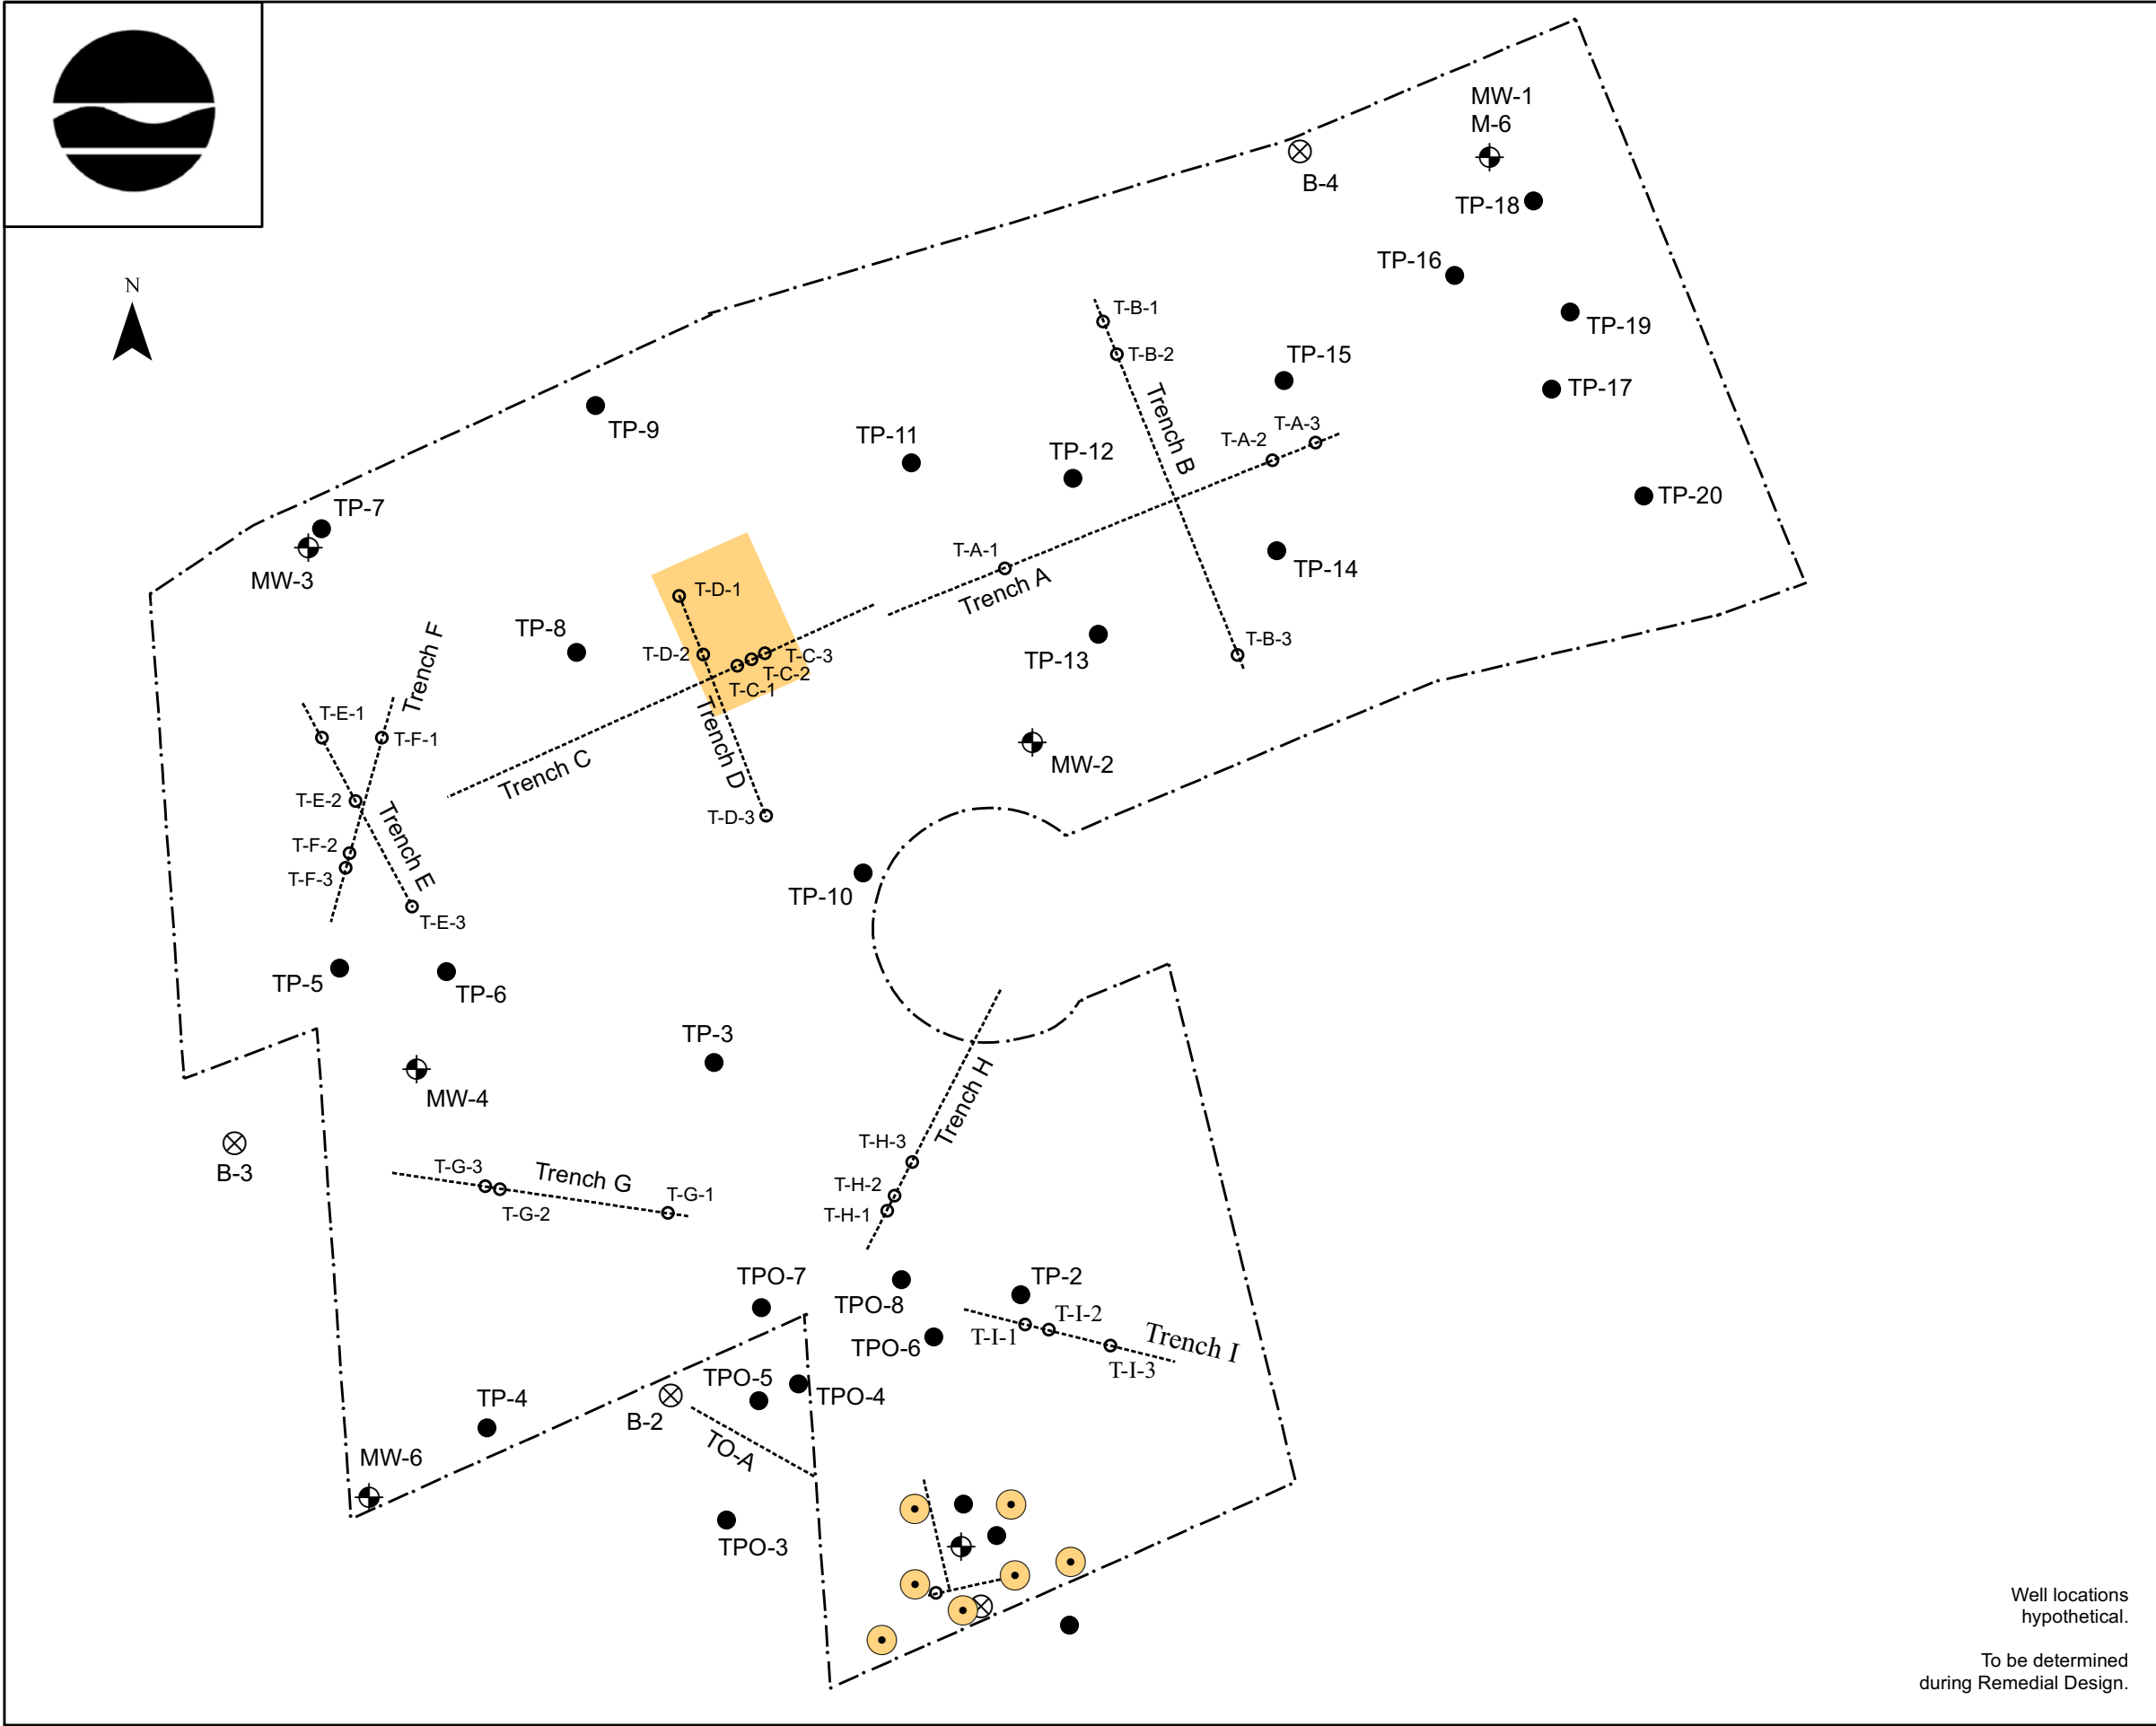 MW-1
M-6
B-4
TP-18
TP-16
N
T-B-1
TP-19
T-B-2
TP-15
TP-17
Trench B
TP-9
T-A-3
TP-11
T-A-2
TP-12
TP-20
TP-7
T-A-1
TP-14
MW-3
Trench A
T-D-1
TP-8
T-B-3
T-D-2
T-C-3
TP-13
T-C-2
T-C-1
Trench F
T-E-1
T-F-1
Trench D
MW-2
Trench C
T-E-2
T-D-3
Trench E
T-F-2
T-F-3
TP-10
T-E-3
TP-5
TP-6
TP-3
MW-4
Trench H
T-H-3
B-3
T-G-3
Trench G
T-H-2
T-G-1
T-G-2
T-H-1
TPO-7
TP-2
TPO-8
T-I-2
T-I-1
TPO-6
Trench I
T-I-3
TPO-5
TPO-4
TP-4
B-2
TO-A
MW-6
TPO-3
Well locations
hypothetical.
To be determined
during Remedial Design.